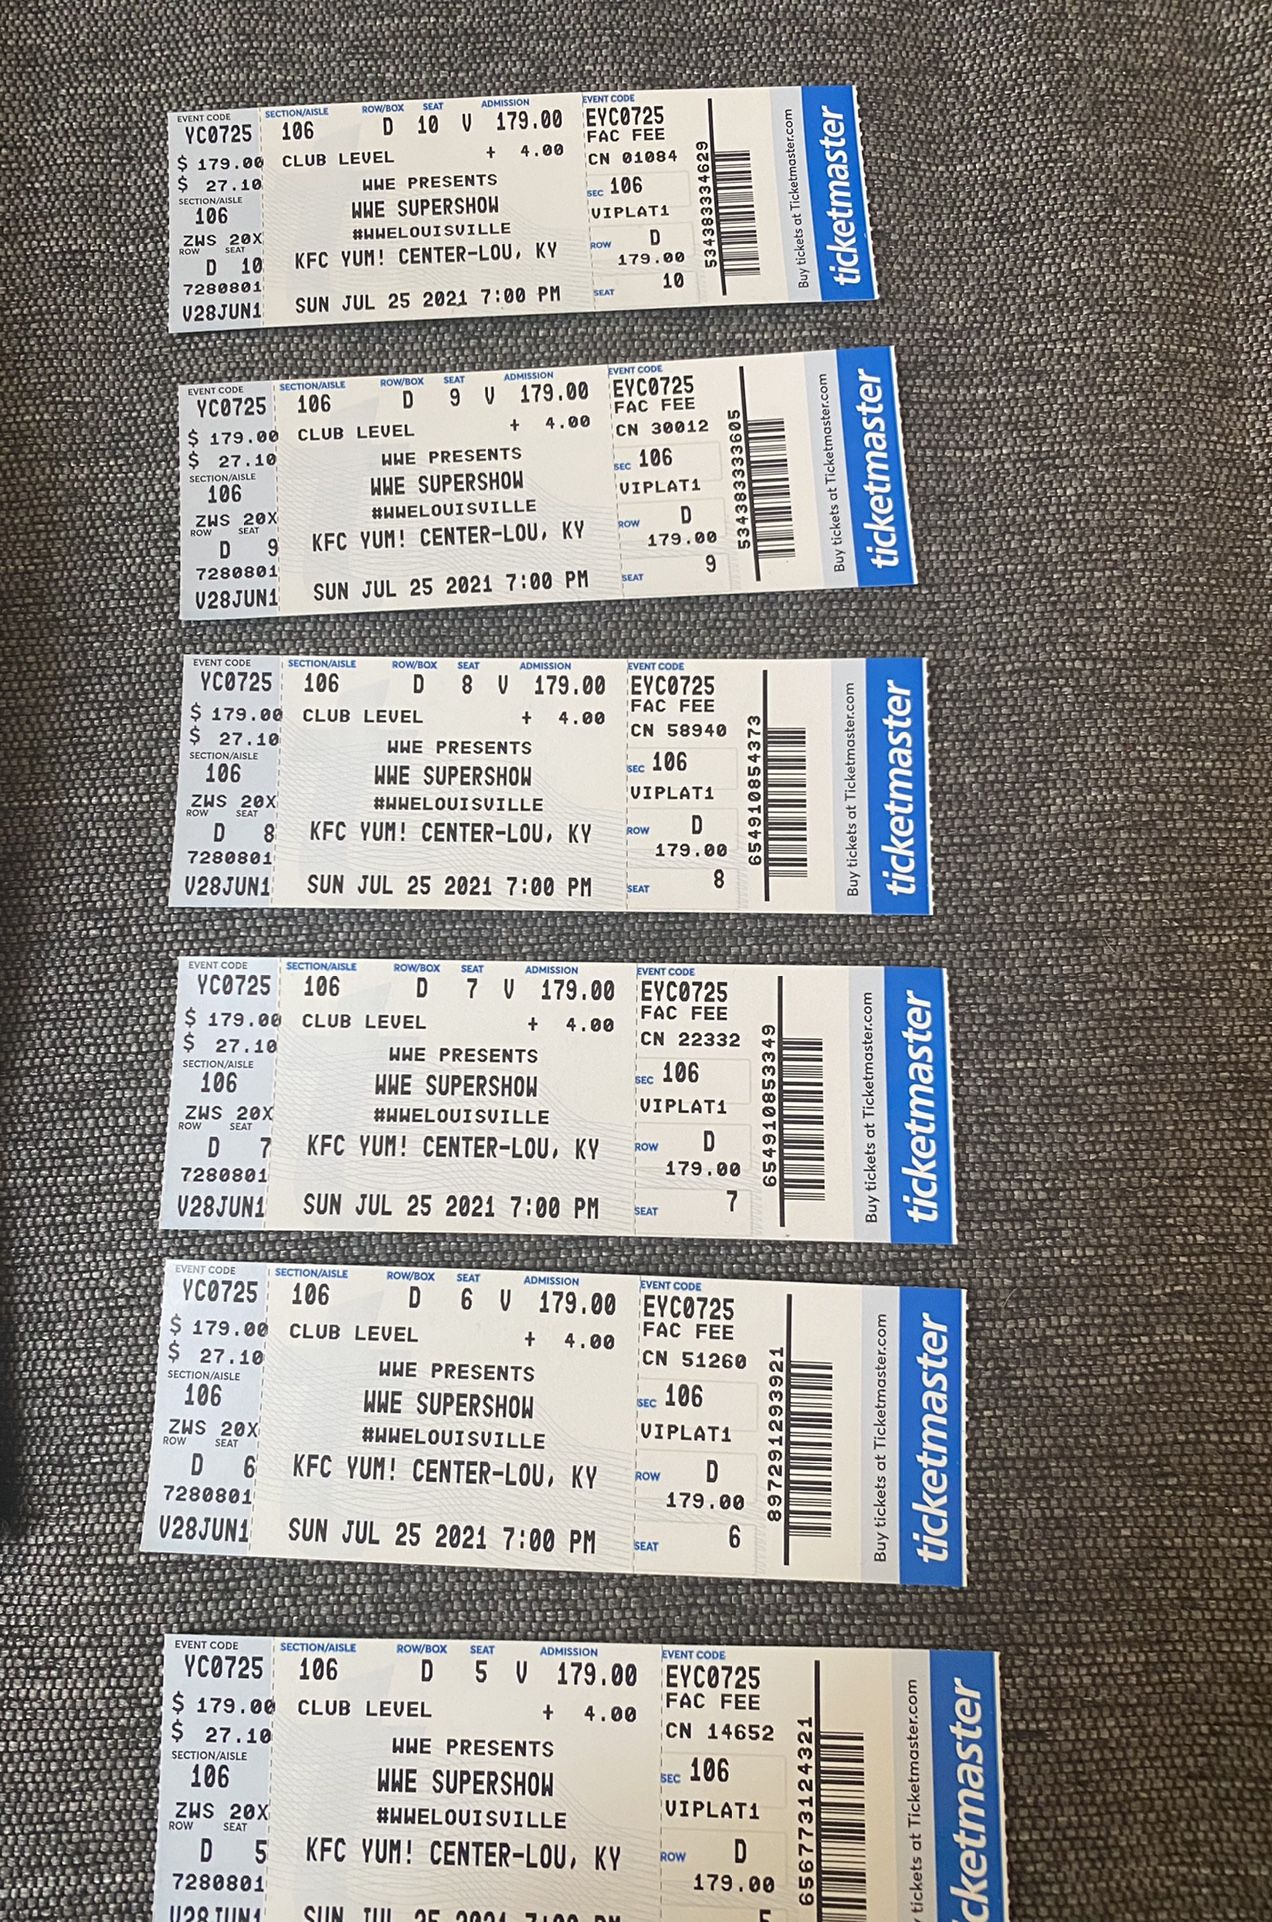 EVENT CODE SECTION/AISLE ROW/BOX SEAT ADMISSION EVENT CODE
YC0725 106 D 10 V 179.00 EYC0725
FAC FEE
$ 179.00 CLUB LEVEL + 4.00 CN 01084
$ 27.10 WWE PRESENTS SEC 106
SECTION/AISLE
106 WWE SUPERSHOW VIPLAT1
ZWS 20X #WWELOUISVILLE ROW D
ROW SEAT
D 10 KFC YUM! CENTER-LOU, KY 179.00
7280801 SEAT 10
V28JUN1 SUN JUL 25 2021 7:00 PM
534383334629
Buy tickets at Ticketmaster.com
ticketmaster
EVENT CODE SECTION/AISLE ROW/BOX SEAT ADMISSION EVENT CODE
YC0725 106 D 9 V 179.00 EYC0725
FAC FEE
$ 179.00 CLUB LEVEL + 4.00 CN 30012
$ 27.10 WWE PRESENTS SEC 106
SECTION/AISLE
106 WWE SUPERSHOW VIPLAT1
ZWS 20X #WWELOUISVILLE ROW D
ROW SEAT
D 9 KFC YUM! CENTER-LOU, KY 179.00
7280801 SEAT 9
V28JUN1 SUN JUL 25 2021 7:00 PM
534383333605
Buy tickets at Ticketmaster.com
ticketmaster
EVENT CODE SECTION/AISLE ROW/BOX SEAT ADMISSION EVENT CODE
YC0725 106 D 8 V 179.00 EYC0725
FAC FEE
$ 179.00 CLUB LEVEL + 4.00 CN 58940
$ 27.10 WWE PRESENTS SEC 106
SECTION/AISLE
106 WWE SUPERSHOW VIPLAT1
ZWS 20X #WWELOUISVILLE ROW D
ROW SEAT
D 8 KFC YUM! CENTER-LOU, KY 179.00
7280801 SEAT 8
V28JUN1 SUN JUL 25 2021 7:00 PM
654910854373
Buy tickets at Ticketmaster.com
ticketmaster
EVENT CODE SECTION/AISLE ROW/BOX SEAT ADMISSION EVENT CODE
YC0725 106 D 7 V 179.00 EYC0725
FAC FEE
$ 179.00 CLUB LEVEL + 4.00 CN 22332
$ 27.10 WWE PRESENTS SEC 106
SECTION/AISLE
106 WWE SUPERSHOW VIPLAT1
ZWS 20X #WWELOUISVILLE ROW D
ROW SEAT
D 7 KFC YUM! CENTER-LOU, KY 179.00
7280801 SEAT 7
V28JUN1 SUN JUL 25 2021 7:00 PM
654910853349
Buy tickets at Ticketmaster.com
ticketmaster
EVENT CODE SECTION/AISLE ROW/BOX SEAT ADMISSION EVENT CODE
YC0725 106 D 6 V 179.00 EYC0725
FAC FEE
$ 179.00 CLUB LEVEL + 4.00 CN 51260
$ 27.10 WWE PRESENTS SEC 106
SECTION/AISLE
106 WWE SUPERSHOW VIPLAT1
ZWS 20X #WWELOUISVILLE ROW D
ROW SEAT
D 6 KFC YUM! CENTER-LOU, KY 179.00
7280801 SEAT 6
V28JUN1 SUN JUL 25 2021 7:00 PM
897291293921
Buy tickets at Ticketmaster.com
ticketmaster
EVENT CODE SECTION/AISLE ROW/BOX SEAT ADMISSION EVENT CODE
YC0725 106 D 5 V 179.00 EYC0725
FAC FEE
$ 179.00 CLUB LEVEL + 4.00 CN 14652
$ 27.10 WWE PRESENTS SEC 106
SECTION/AISLE
106 WWE SUPERSHOW VIPLAT1
ZWS 20X #WWELOUISVILLE ROW D
ROW SEAT
D 5 KFC YUM! CENTER-LOU, KY 179.00
7280801 5
V28JUN1 SUN JUL 25 2021 7:00 PM
656773124321
tickets at Ticketmaster.com
cketmaster